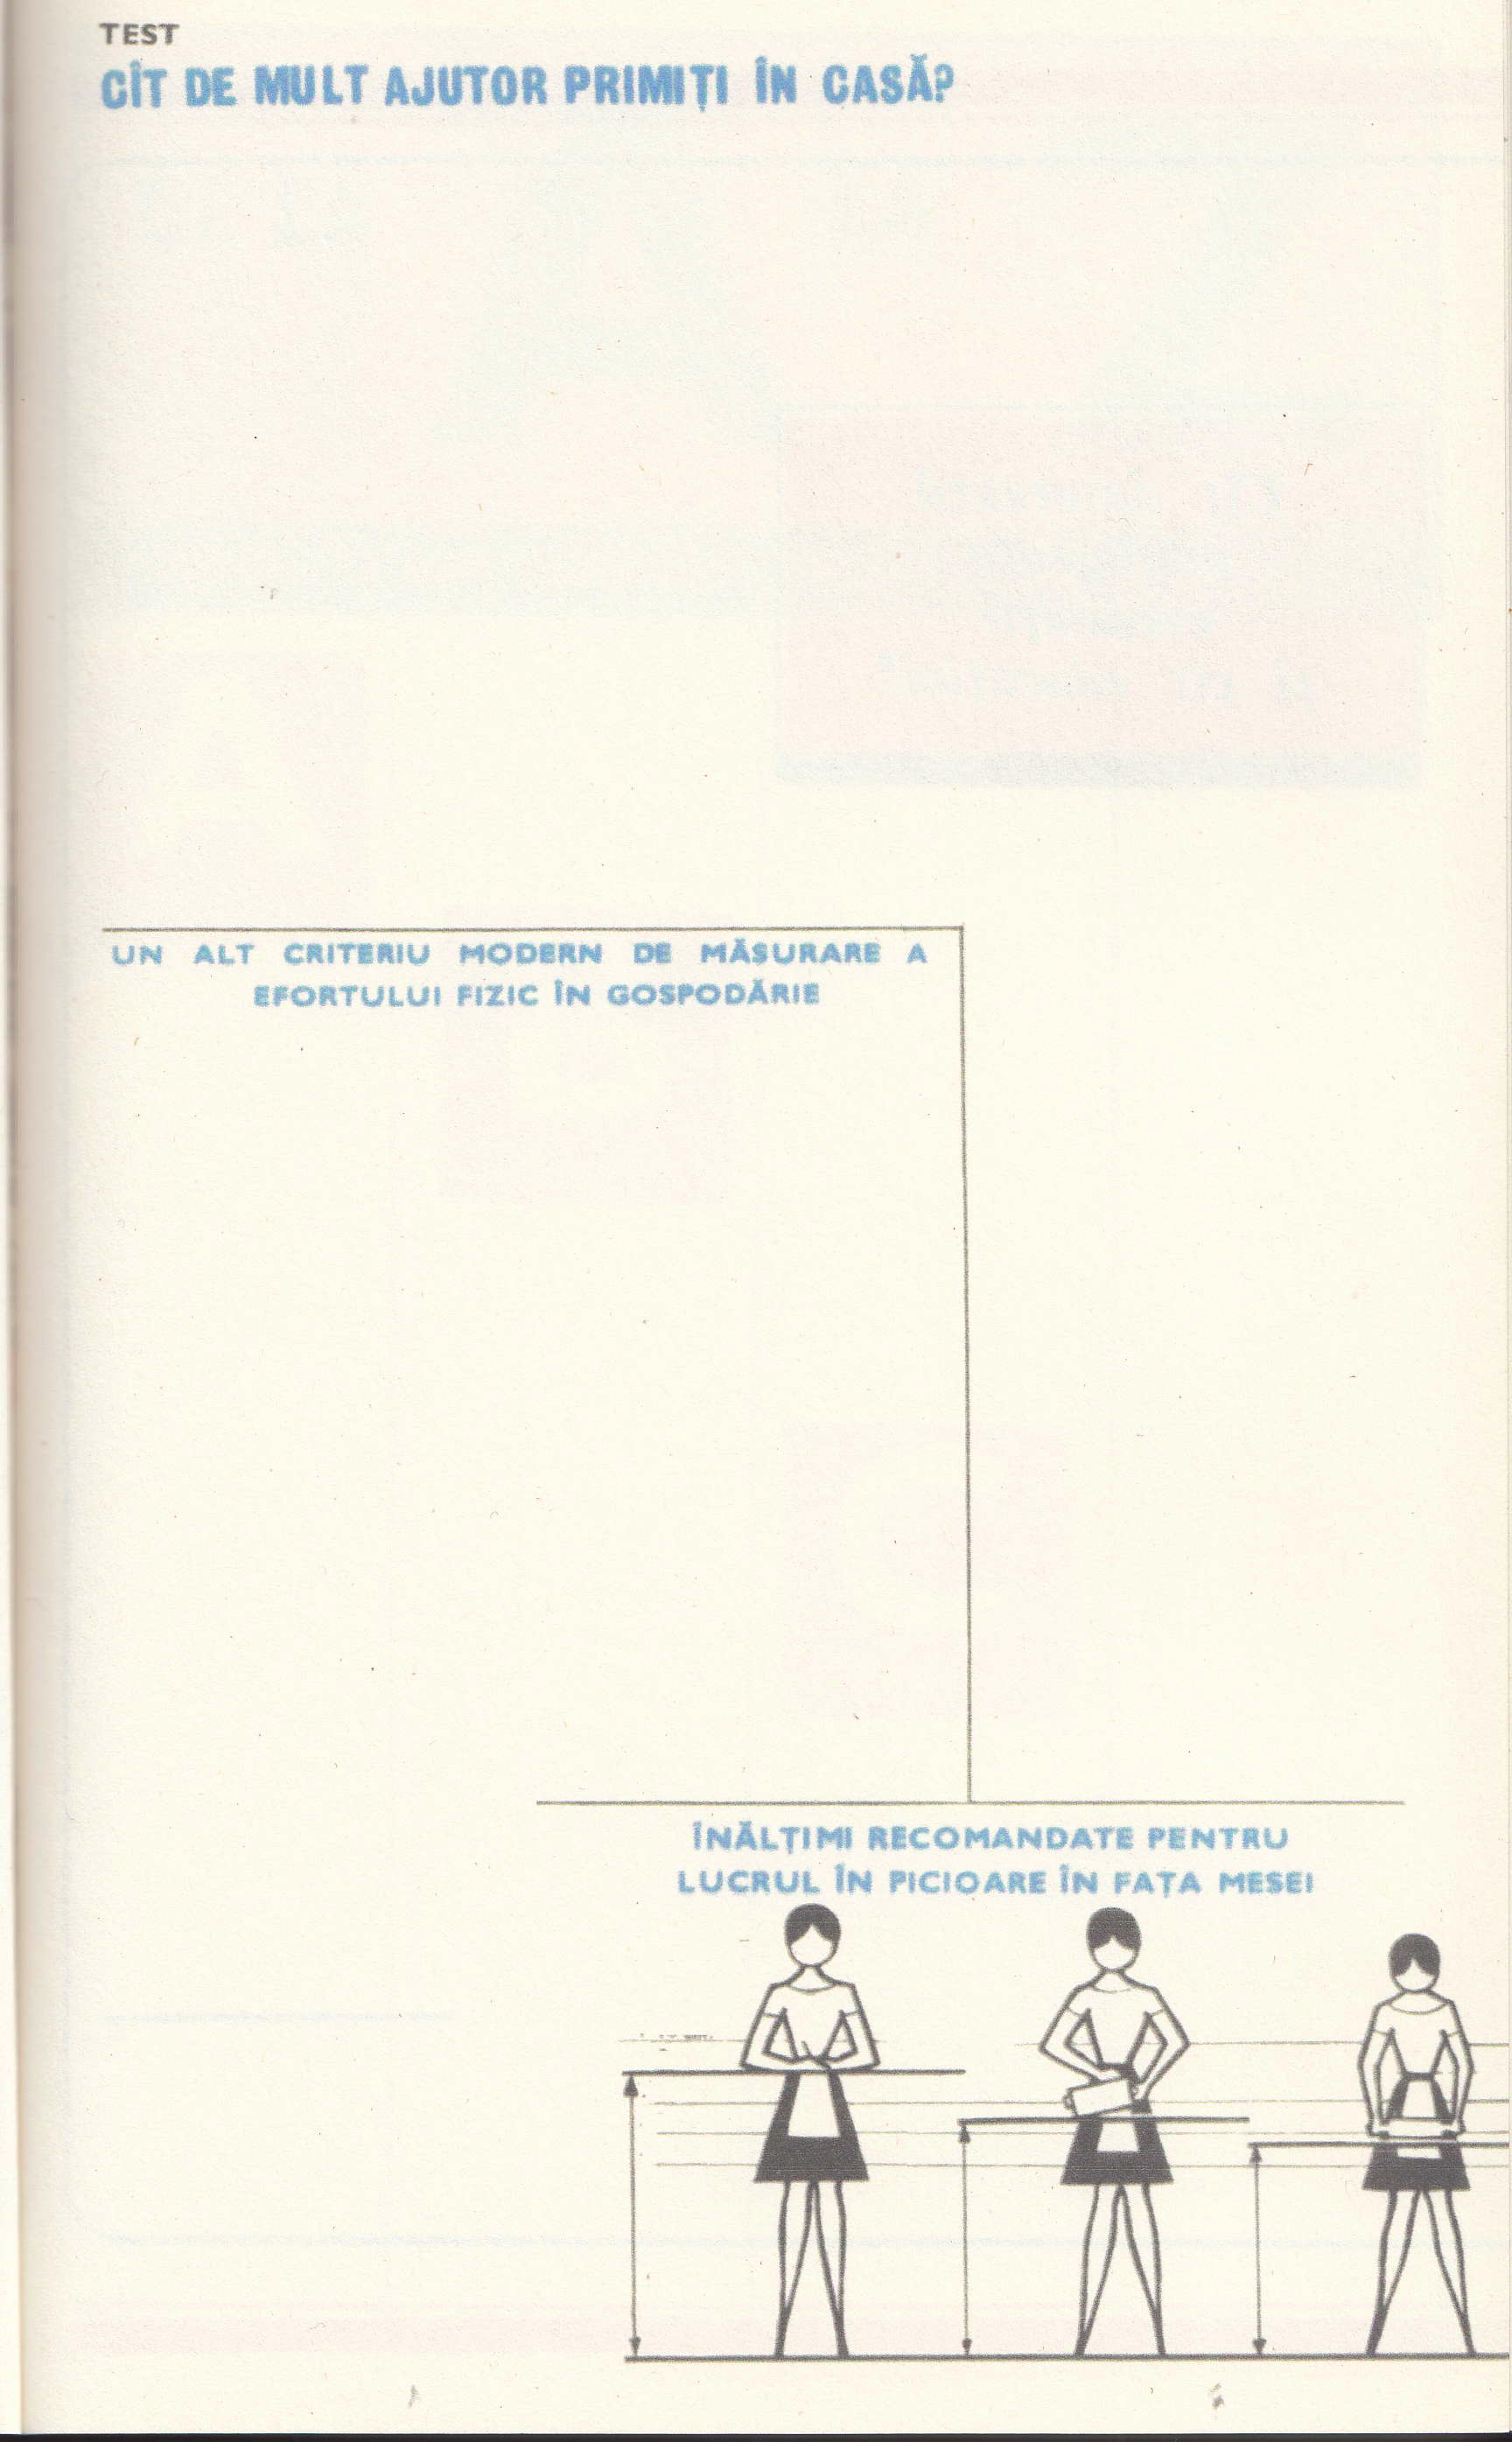 TEST
CÎT DE MULT AJUTOR PRIMIȚI ÎN CASĂ?
UN ALT CRITERIU MODERN DE MĂSURARE A
EFORTULUI FIZIC ÎN GOSPODĂRIE
ÎNĂLȚIMI RECOMANDATE PENTRU
LUCRUL ÎN PICIOARE ÎN FAȚA MESEI